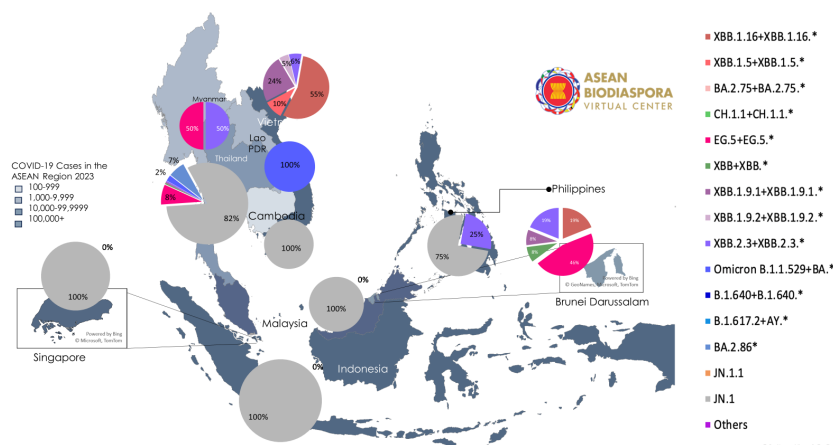 ASEAN
BIODIASPORA
VIRTUAL CENTER
XBB.1.16+XBB.1.16.*
XBB.1.5+XBB.1.5.*
BA.2.75+BA.2.75.*
CH.1.1+CH.1.1.*
EG.5+EG.5.*
XBB+XBB.*
XBB.1.9.1+XBB.1.9.1.*
XBB.1.9.2+XBB.1.9.2.*
XBB.2.3+XBB.2.3.*
Omicron B.1.1.529+BA.*
B.1.640+B.1.640.*
B.1.617.2+AY.*
BA.2.86*
JN.1.1
JN.1
Others
5%
6%
24%
55%
10%
Vietn
Myanmar
50%
50%
Lao
PDR
Thailand
100%
COVID-19 Cases in the
ASEAN Region 2023
100-999
1,000-9,999
10,000-99,9999
100,000+
7%
2%
8%
82%
Cambodia
100%
Philippines
25%
75%
Powered by Bing
© GeoNames, Microsoft, TomTom
Brunei Darussalam
0%
100%
Powered by Bing
© Microsoft, TomTom
Singapore
0%
100%
Malaysia
Indonesia
0%
100%